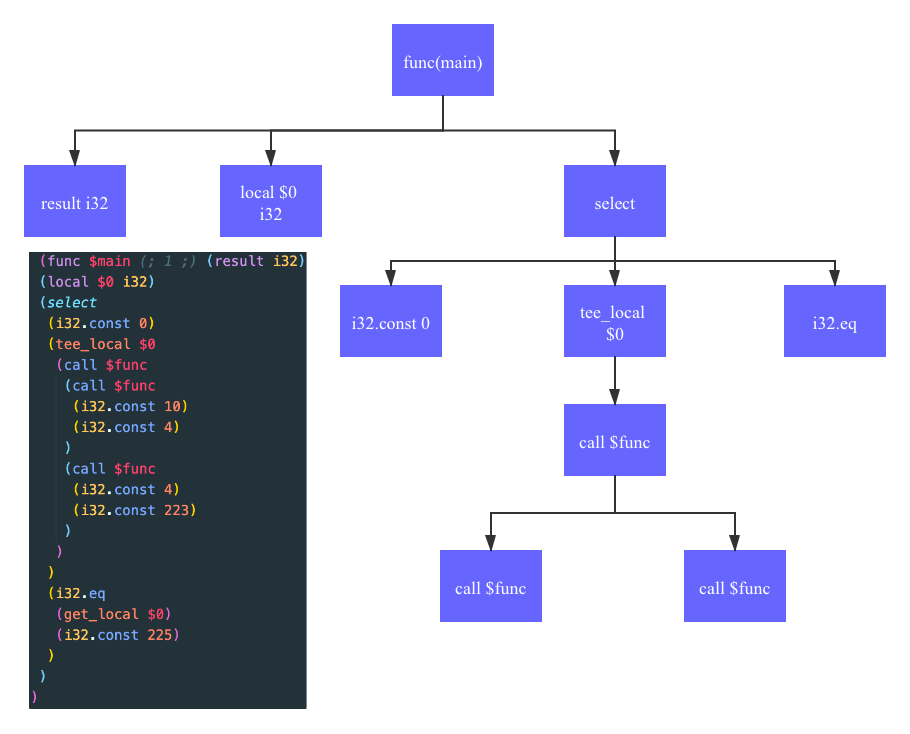 func(main)
result i32
local $0
i32
select
i32.const 0
tee_local
$0
i32.eq
call $func
call $func
call $func
(func $main (; 1 ;) (result i32)
(local $0 i32)
(select
(i32.const 0)
(tee_local $0
(call $func
(call $func
(i32.const 10)
(i32.const 4)
)
(call $func
(i32.const 4)
(i32.const 223)
)
)
)
(i32.eq
(get_local $0)
(i32.const 225)
)
)
)